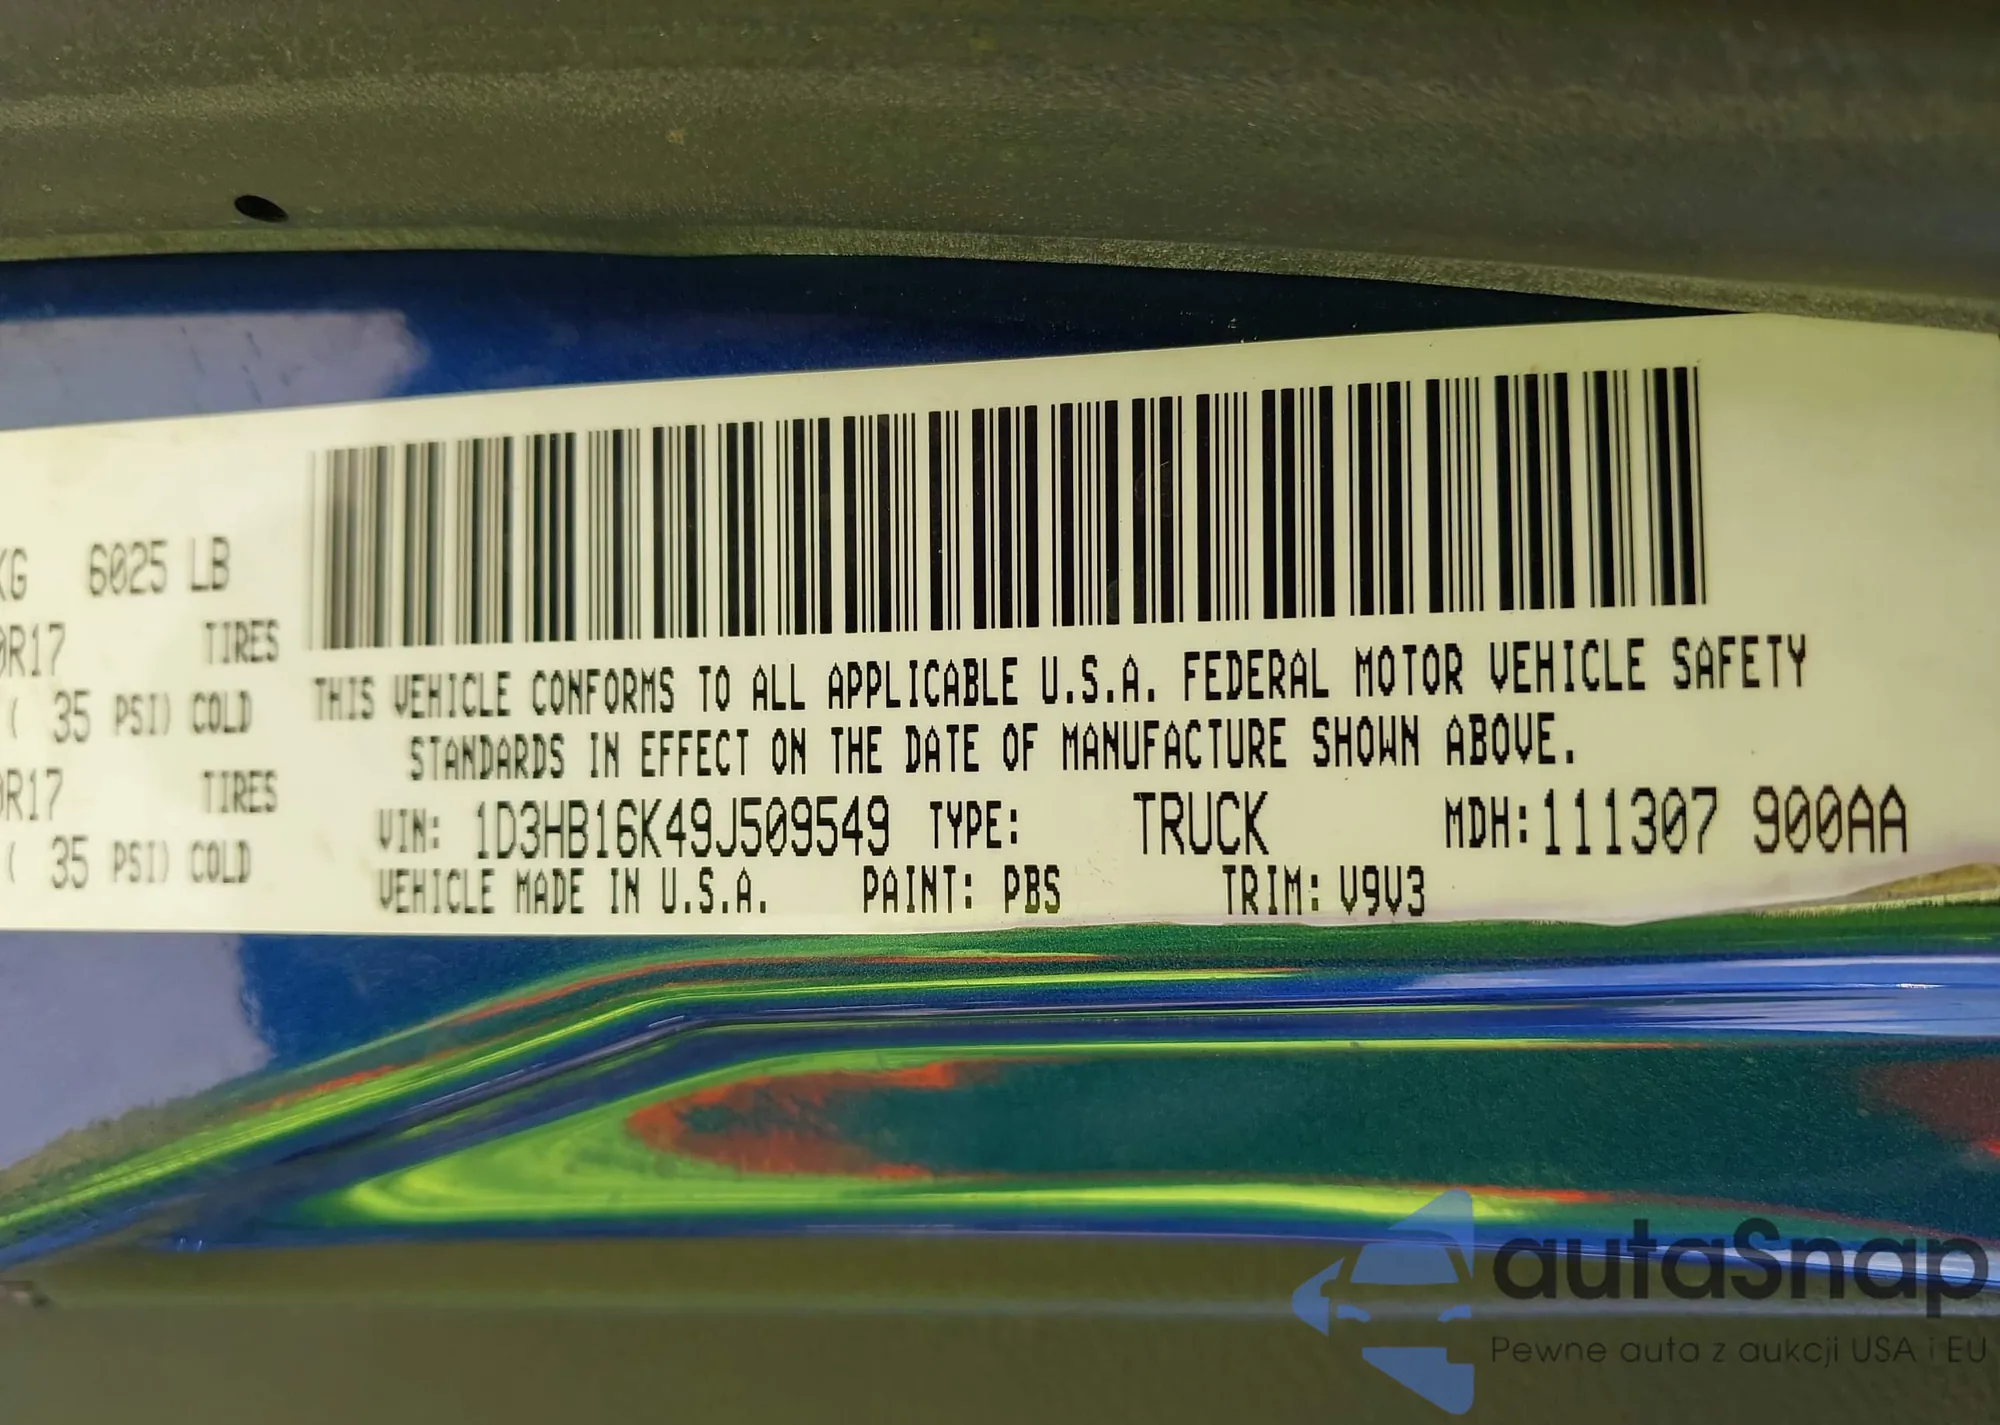 KG 6025 LB
0R17 TIRES
( 35 PSI) COLD
0R17 TIRES
( 35 PSI) COLD
THIS VEHICLE CONFORMS TO ALL APPLICABLE U.S.A. FEDERAL MOTOR VEHICLE SAFETY
STANDARDS IN EFFECT ON THE DATE OF MANUFACTURE SHOWN ABOVE.
VIN: 1D3HB16K49J509549 TYPE: TRUCK MDH: 111307 900AA
VEHICLE MADE IN U.S.A. PAINT: PBS TRIM: V9V3
autaSnap
Pewne auta z aukcji USA i EU